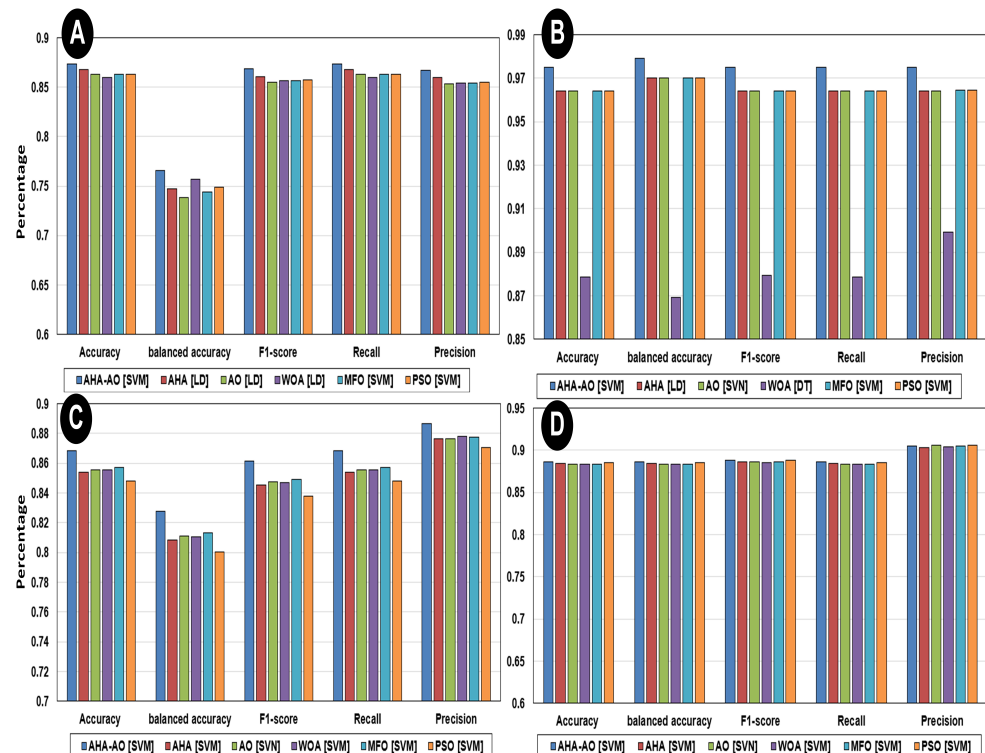 A
0.9
0.85
0.8
0.75
0.7
0.65
0.6
Percentage
Accuracy balanced accuracy F1-score Recall Precision
AHA-AO [SVM] AHA [LD] AO [LD] WOA [LD] MFO [SVM] PSO [SVM]
B
0.99
0.97
0.95
0.93
0.91
0.89
0.87
0.85
Accuracy balanced accuracy F1-score Recall Precision
AHA-AO [SVM] AHA [LD] AO [SVN] WOA [DT] MFO [SVM] PSO [SVM]
C
0.9
0.88
0.86
0.84
0.82
0.8
0.78
0.76
0.74
0.72
0.7
Percentage
Accuracy balanced accuracy F1-score Recall Precision
AHA-AO [SVM] AHA [SVM] AO [SVN] WOA [SVM] MFO [SVM] PSO [SVM]
D
0.95
0.9
0.85
0.8
0.75
0.7
0.65
0.6
Accuracy balanced accuracy F1-score Recall Precision
AHA-AO [SVM] AHA [SVM] AO [SVN] WOA [SVM] MFO [SVM] PSO [SVM]